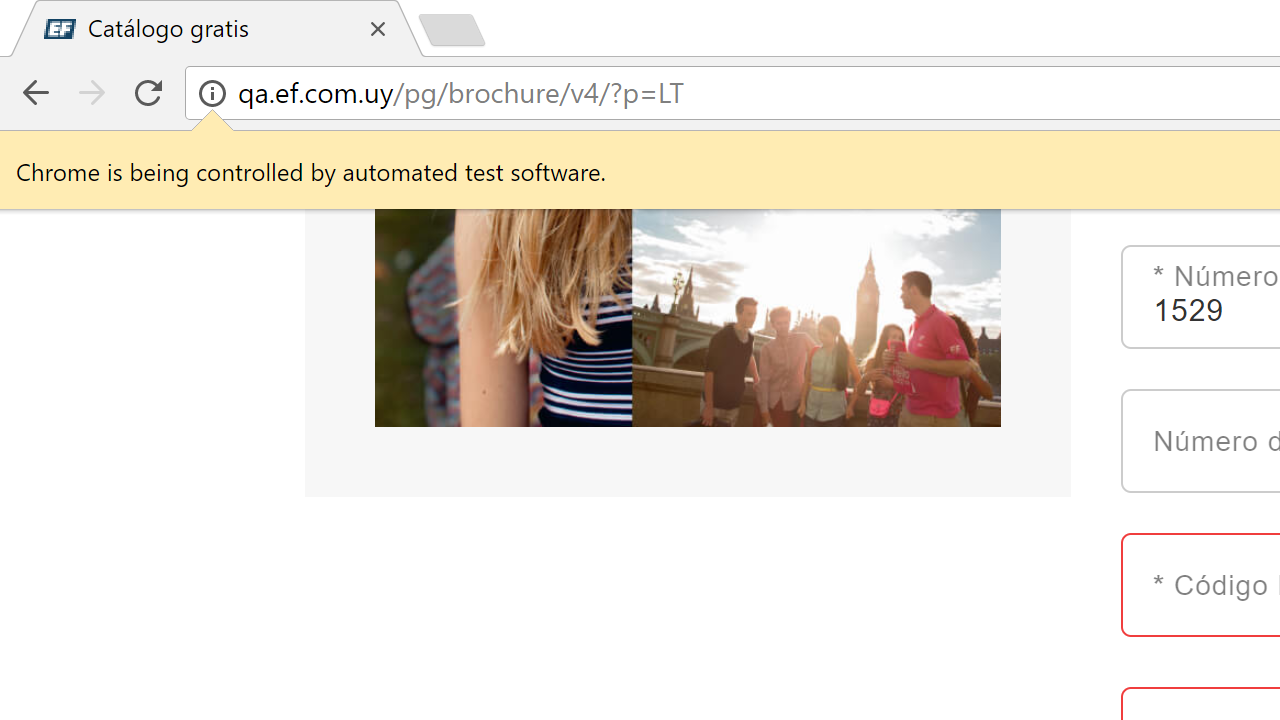 EF Catálogo gratis
qa.ef.com.uy/pg/brochure/v4/?p=LT
Chrome is being controlled by automated test software.
* Número
1529
Número d
* Código